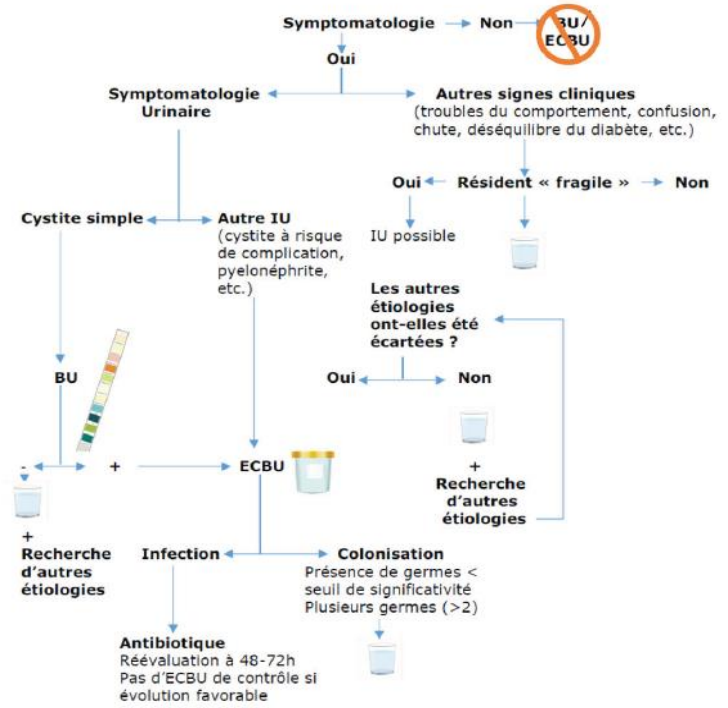 Symptomatologie
Non
BU/
ECBU
Oui
Symptomatologie
Urinaire
Autres signes cliniques
(troubles du comportement, confusion,
chute, déséquilibre du diabète, etc.)
Oui
Résident « fragile »
Non
Cystite simple
Autre IU
(cystite à risque
de complication,
pyelonéphrite,
etc.)
IU possible
Les autres
étiologies
ont-elles été
écartées ?
BU
Oui
Non
-
+
ECBU
+
Recherche
d'autres
étiologies
+
Recherche
d'autres
étiologies
Infection
Colonisation
Présence de germes <
seuil de significativité
Plusieurs germes (>2)
Antibiotique
Réévaluation à 48-72h
Pas d'ECBU de contrôle si
évolution favorable